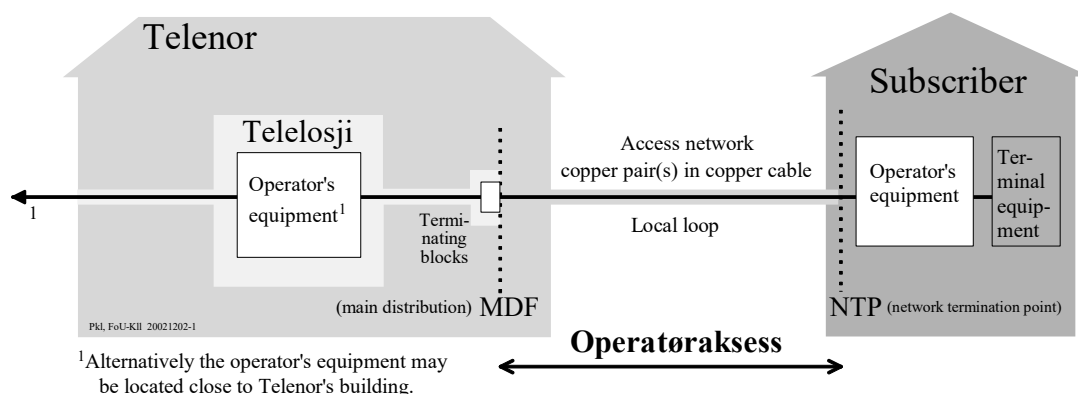 Telenor
Telelosji
Operator's
equipment1
1
Termi-
nating
blocks
(main distribution) MDF
Pkl, FoU-Kll 20021202-1
Access network
copper pair(s) in copper cable
Local loop
Subscriber
Operator's
equipment
Ter-
minal
equip-
ment
NTP (network termination point)
Operatøraksess
1Alternatively the operator's equipment may
be located close to Telenor's building.